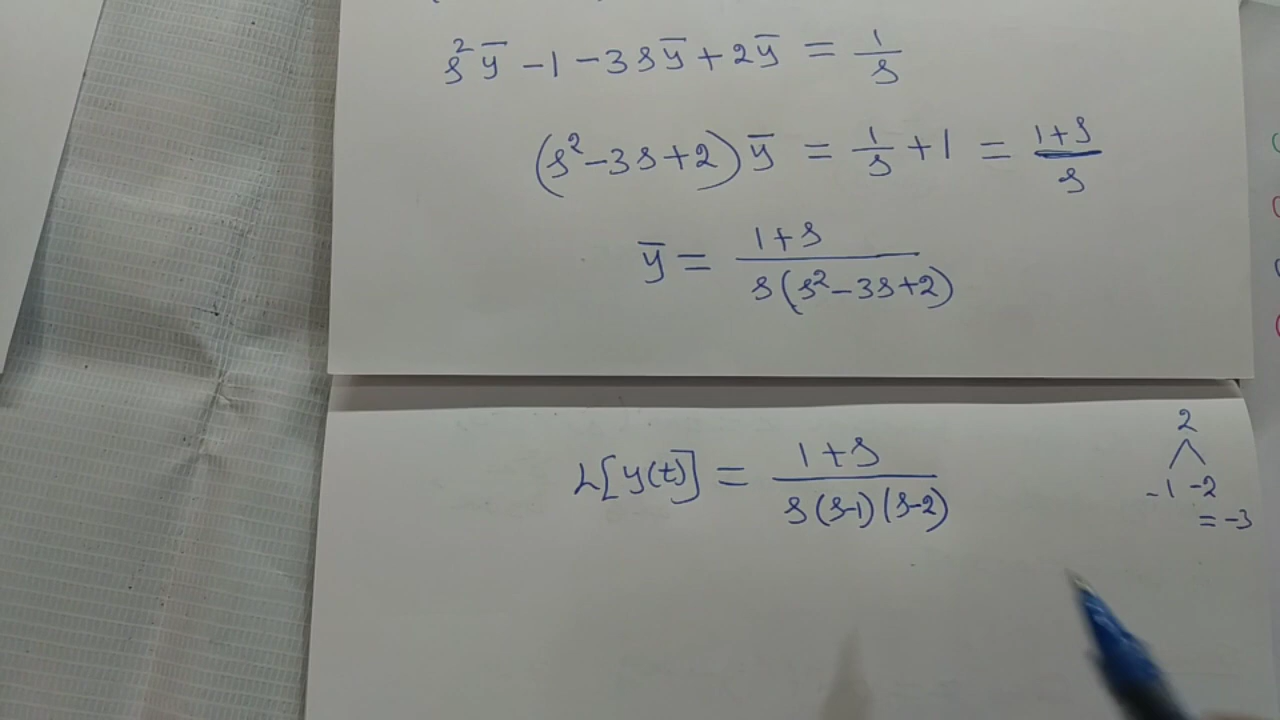 s² ȳ − 1 − 3sȳ + 2ȳ = 1/s
(s² − 3s + 2) ȳ = 1/s + 1 = (1+s)/s
ȳ = (1+s)/(s(s² − 3s + 2))
L[y(t)] = (1+s)/(s(s-1)(s-2))
2
-1 -2
= -3